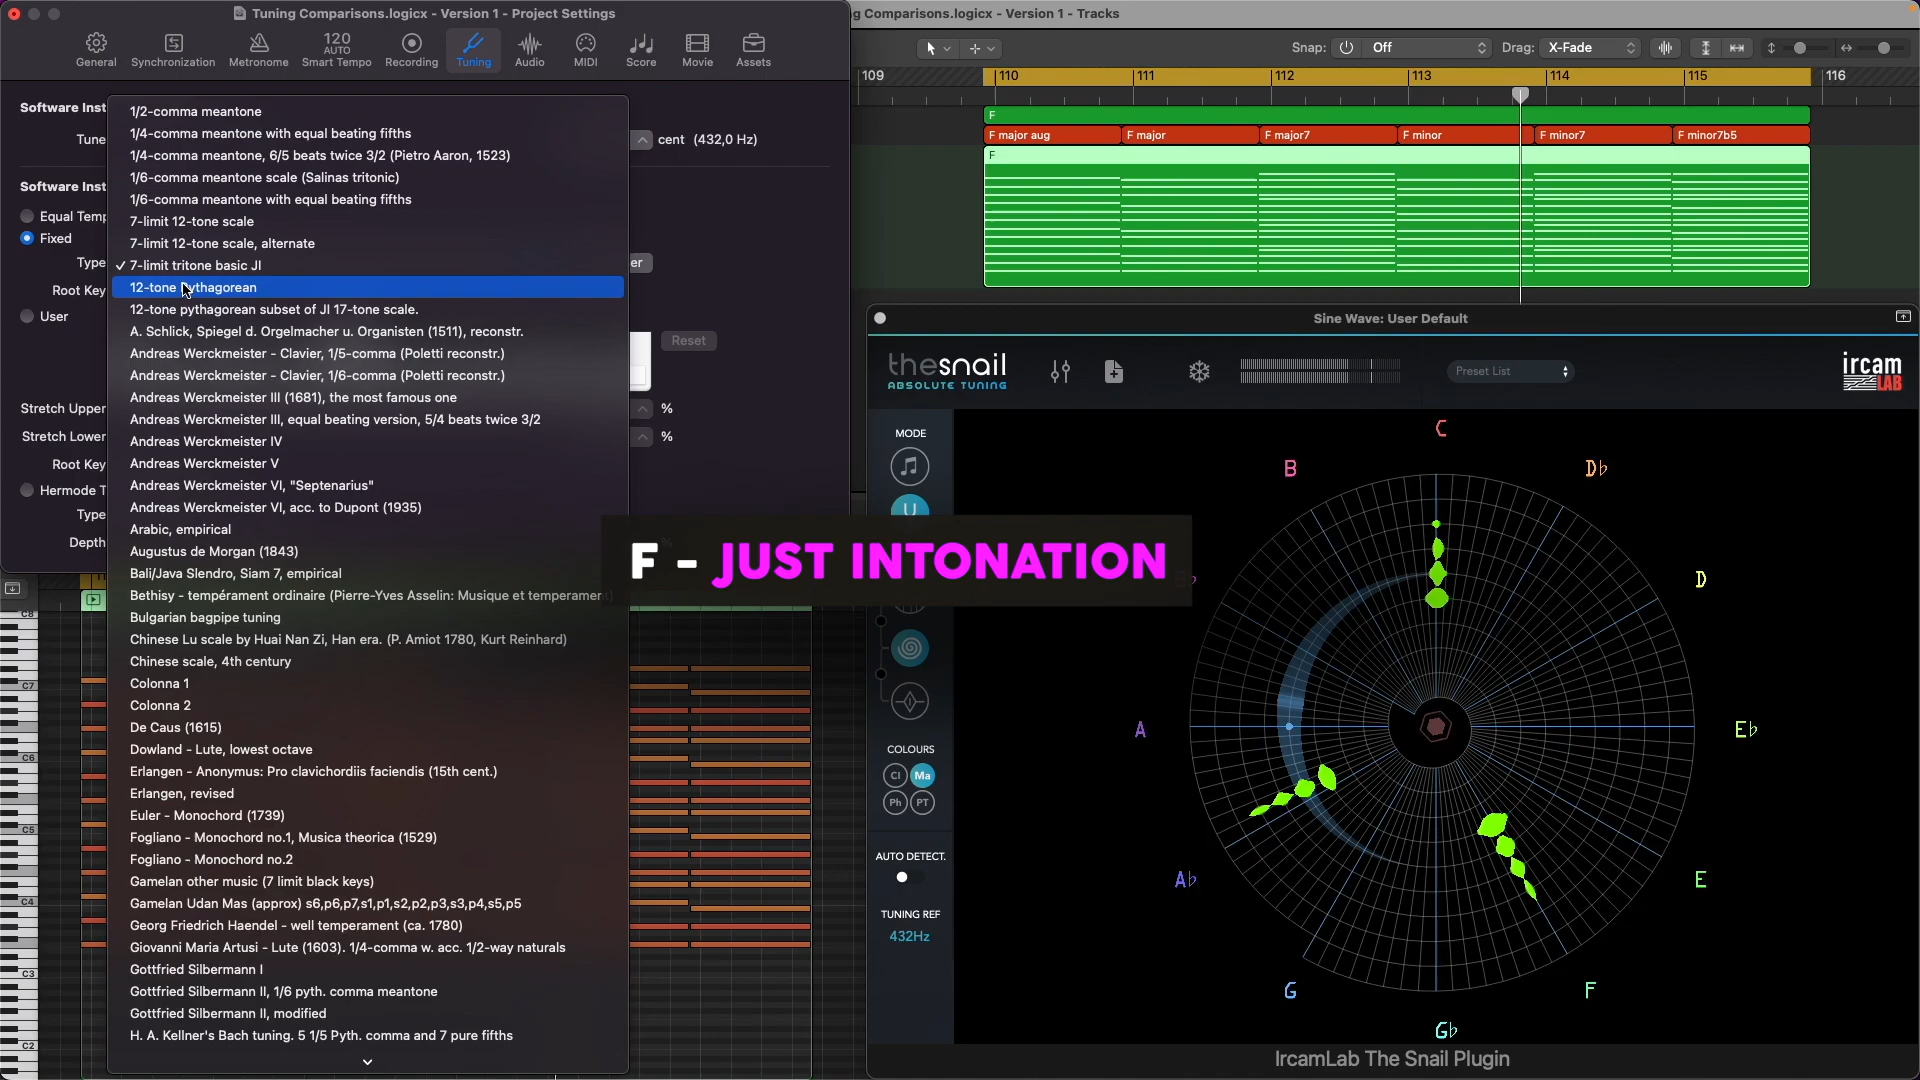 Tuning Comparisons.logicx - Version 1 - Project Settings
g Comparisons.logicx - Version 1 - Tracks
General
Synchronization
Metronome
120
AUTO
Smart Tempo
Recording
Tuning
Audio
MIDI
Score
Movie
Assets
Snap: Off
Drag: X-Fade
109 110 111 112 113 114 115 116
F
F major aug
F major
F major7
F minor
F minor7
F minor7b5
F
Software Inst
Tune
cent (432,0 Hz)
Software Inst
Equal Temp
Fixed
Type
er
Root Key
User
Reset
Stretch Upper
%
Stretch Lower
%
Root Key
Hermode T
Type
Depth
1/2-comma meantone
1/4-comma meantone with equal beating fifths
1/4-comma meantone, 6/5 beats twice 3/2 (Pietro Aaron, 1523)
1/6-comma meantone scale (Salinas tritonic)
1/6-comma meantone with equal beating fifths
7-limit 12-tone scale
7-limit 12-tone scale, alternate
✓ 7-limit tritone basic JI
12-tone Pythagorean
12-tone pythagorean subset of JI 17-tone scale.
A. Schlick, Spiegel d. Orgelmacher u. Organisten (1511), reconstr.
Andreas Werckmeister - Clavier, 1/5-comma (Poletti reconstr.)
Andreas Werckmeister - Clavier, 1/6-comma (Poletti reconstr.)
Andreas Werckmeister III (1681), the most famous one
Andreas Werckmeister III, equal beating version, 5/4 beats twice 3/2
Andreas Werckmeister IV
Andreas Werckmeister V
Andreas Werckmeister VI, "Septenarius"
Andreas Werckmeister VI, acc. to Dupont (1935)
Arabic, empirical
Augustus de Morgan (1843)
Bali/Java Slendro, Siam 7, empirical
Bethisy - tempérament ordinaire (Pierre-Yves Asselin: Musique et temperament
Bulgarian bagpipe tuning
Chinese Lu scale by Huai Nan Zi, Han era. (P. Amiot 1780, Kurt Reinhard)
Chinese scale, 4th century
Colonna 1
Colonna 2
De Caus (1615)
Dowland - Lute, lowest octave
Erlangen - Anonymus: Pro clavichordiis faciendis (15th cent.)
Erlangen, revised
Euler - Monochord (1739)
Fogliano - Monochord no.1, Musica theorica (1529)
Fogliano - Monochord no.2
Gamelan other music (7 limit black keys)
Gamelan Udan Mas (approx) s6,p6,p7,s1,p1,s2,p2,p3,s3,p4,s5,p5
Georg Friedrich Haendel - well temperament (ca. 1780)
Giovanni Maria Artusi - Lute (1603). 1/4-comma w. acc. 1/2-way naturals
Gottfried Silbermann I
Gottfried Silbermann II, 1/6 pyth. comma meantone
Gottfried Silbermann II, modified
H. A. Kellner's Bach tuning. 5 1/5 Pyth. comma and 7 pure fifths
C8
C7
C6
C5
C4
C3
C2
F - JUST INTONATION
Sine Wave: User Default
thesnail
ABSOLUTE TUNING
Preset List
ircam
LAB
MODE
U
COLOURS
Cl
Ma
Ph
PT
AUTO DETECT.
TUNING REF
432Hz
C
B
D♭
D
A
E♭
A♭
E
G
F
G♭
IrcamLab The Snail Plugin